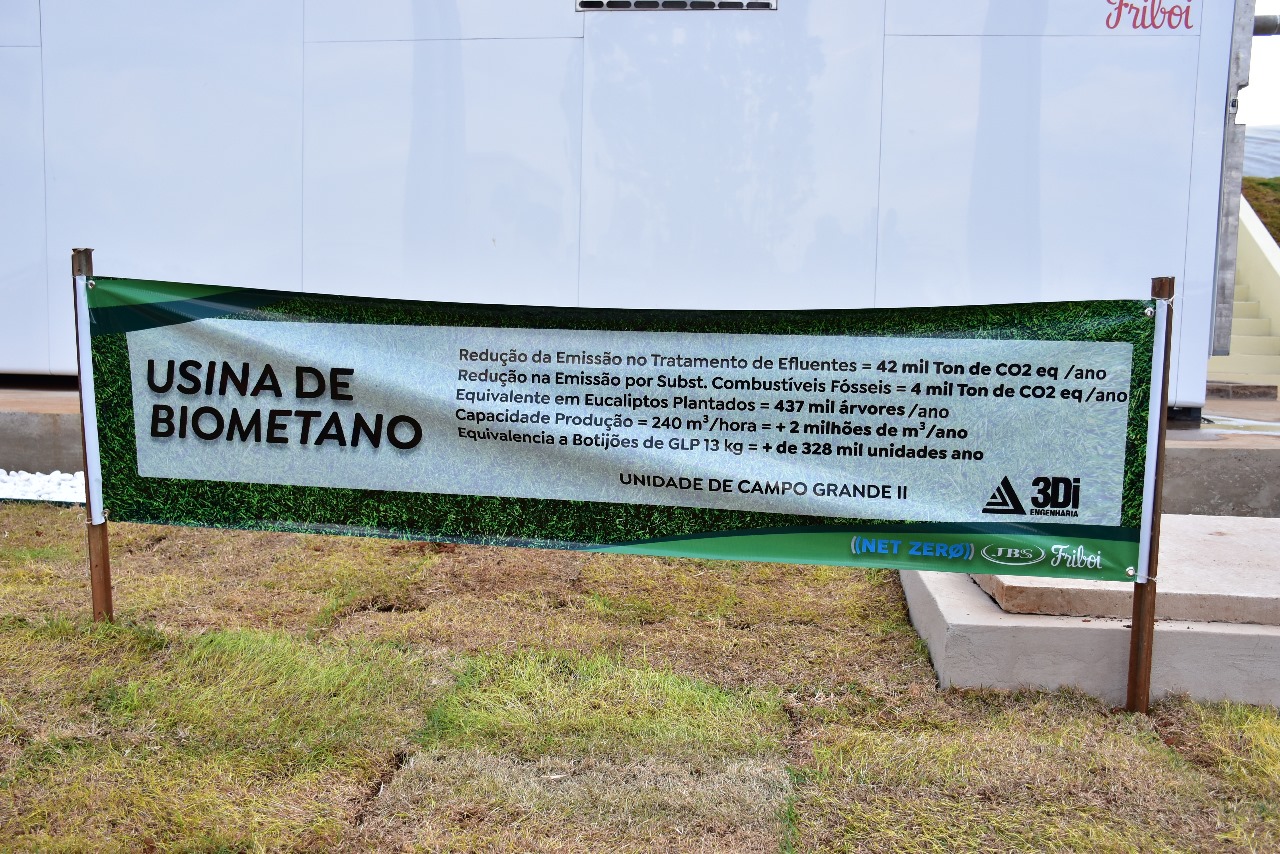 Friboi
USINA DE
BIOMETANO
Redução da Emissão no Tratamento de Efluentes = 42 mil Ton de CO2 eq /ano
Redução na Emissão por Subst. Combustíveis Fósseis = 4 mil Ton de CO2 eq /ano
Equivalente em Eucaliptos Plantados = 437 mil árvores /ano
Capacidade Produção = 240 m³/hora = + 2 milhões de m³/ano
Equivalencia a Botijões de GLP 13 kg = + de 328 mil unidades ano
UNIDADE DE CAMPO GRANDE II
3Di
ENGENHARIA
((NET ZERØ)) JBS Friboi